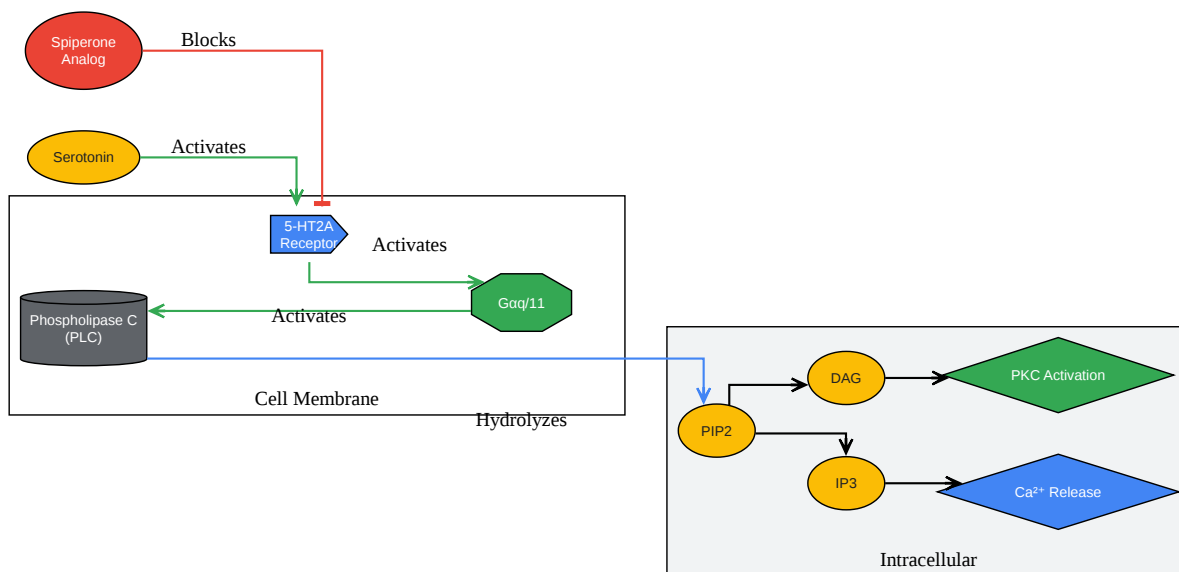 Spiperone
Analog
Blocks
Serotonin
Activates
5-HT2A
Receptor
Activates
Gαq/11
Activates
Phospholipase C
(PLC)
Cell Membrane
Hydrolyzes
DAG
PKC Activation
PIP2
IP3
Ca²⁺ Release
Intracellular